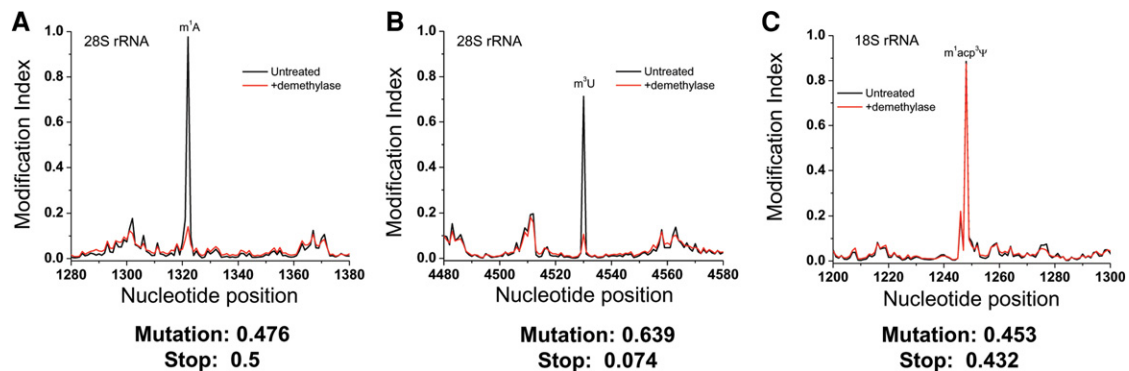 A
28S rRNA
m¹A
Untreated
+demethylase
Modification Index
1.0
0.8
0.6
0.4
0.2
0.0
1280 1300 1320 1340 1360 1380
Nucleotide position
Mutation: 0.476
Stop: 0.5
B
28S rRNA
m³U
Untreated
+demethylase
Modification Index
1.0
0.8
0.6
0.4
0.2
0.0
4480 4500 4520 4540 4560 4580
Nucleotide position
Mutation: 0.639
Stop: 0.074
C
18S rRNA
m¹acp³Ψ
Untreated
+demethylase
Modification Index
1.0
0.8
0.6
0.4
0.2
0.0
1200 1220 1240 1260 1280 1300
Nucleotide position
Mutation: 0.453
Stop: 0.432